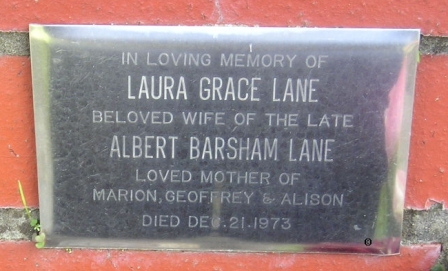 IN LOVING MEMORY OF
LAURA GRACE LANE
BELOVED WIFE OF THE LATE
ALBERT BARSHAM LANE
LOVED MOTHER OF
MARION, GEOFFREY & ALISON
DIED DEC. 21. 1973